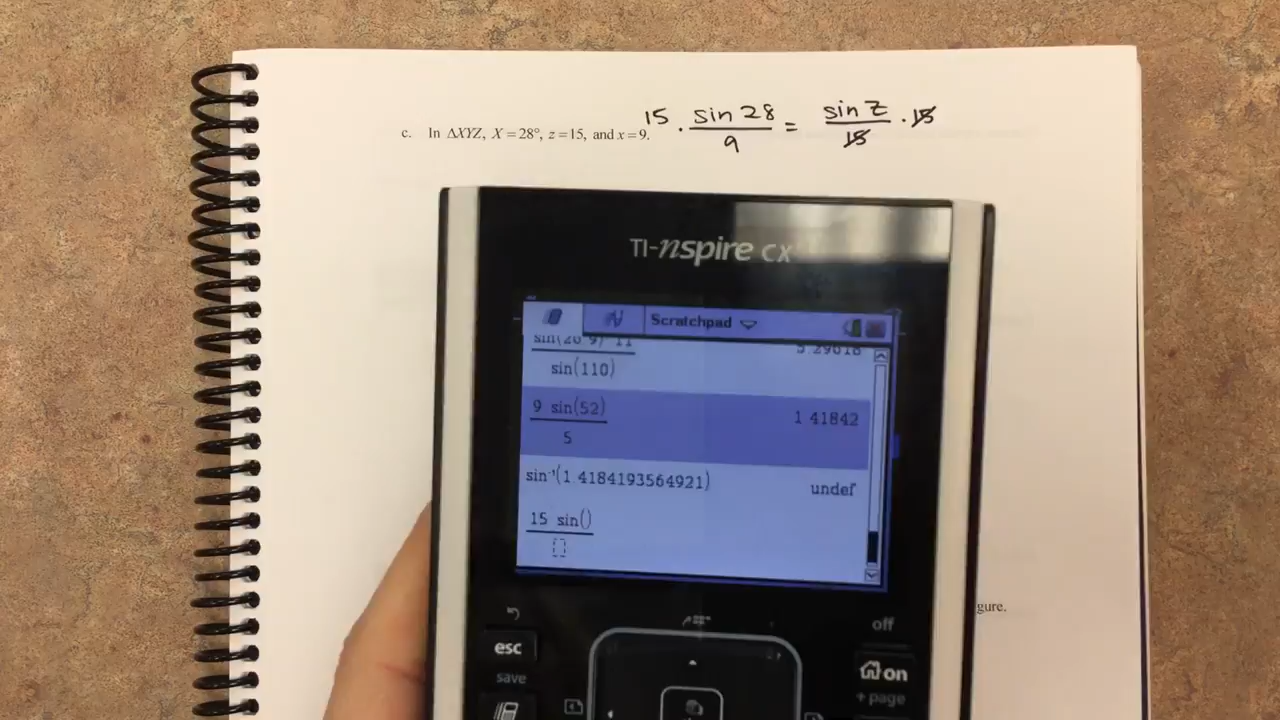 15 · sin 28 / 9 = sin Z / 15 · 15
c. In ΔXYZ, X = 28°, z = 15, and x = 9.
TI-nspire cx
Scratchpad
sin(110)
9 sin(52) / 5 1 41842
sin⁻¹(1 4184193564921) undef
15 sin()
gure.
off
esc
on
save
+ page